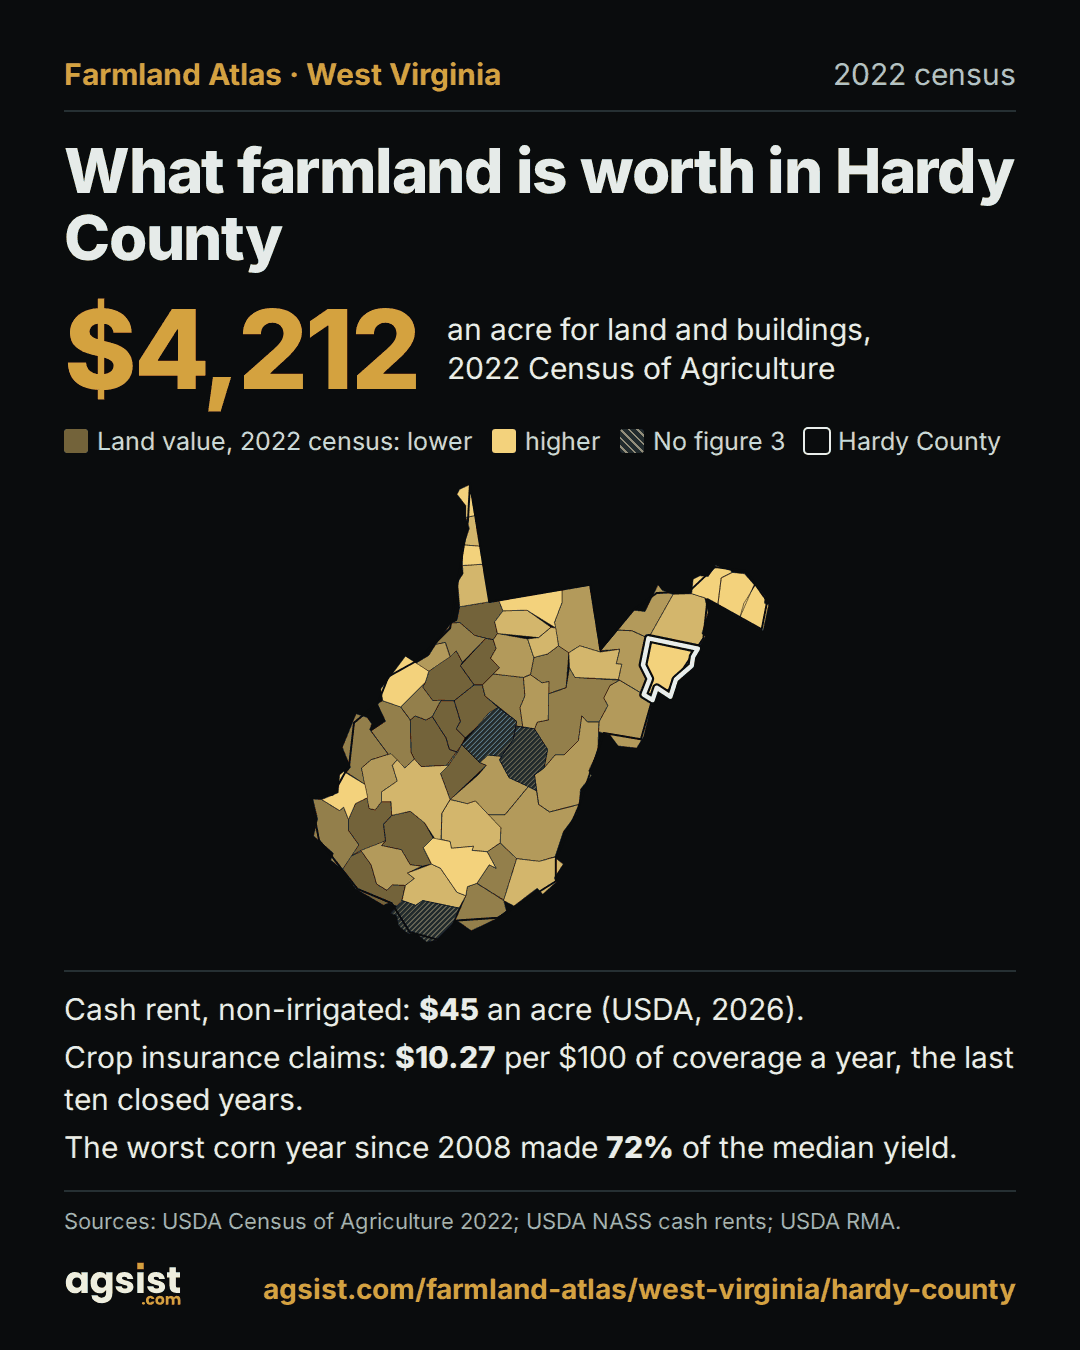 Farmland Atlas · West Virginia
2022 census
What farmland is worth in Hardy
County
$4,212
an acre for land and buildings,
2022 Census of Agriculture
Land value, 2022 census: lower
higher
No figure 3
Hardy County
Cash rent, non-irrigated: $45 an acre (USDA, 2026).
Crop insurance claims: $10.27 per $100 of coverage a year, the last
ten closed years.
The worst corn year since 2008 made 72% of the median yield.
Sources: USDA Census of Agriculture 2022; USDA NASS cash rents; USDA RMA.
agsist
.com
agsist.com/farmland-atlas/west-virginia/hardy-county